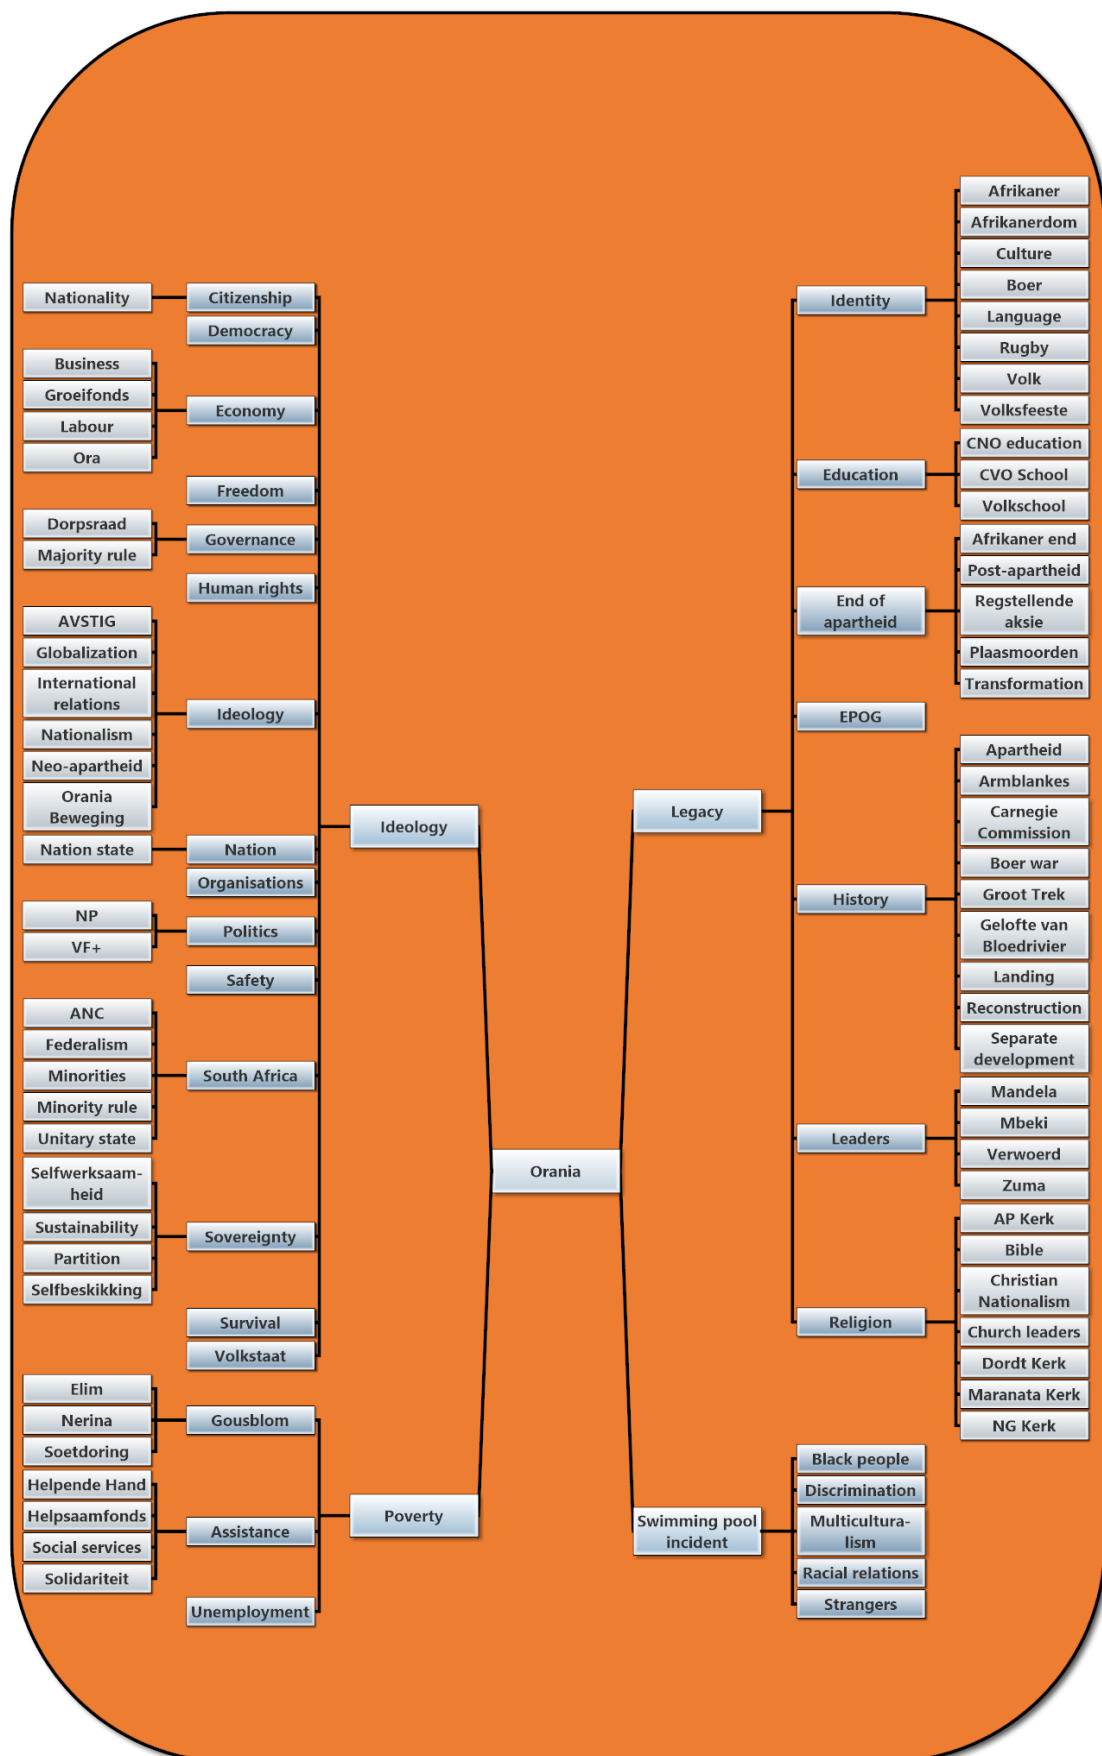 Nationality
Citizenship
Democracy
Business
Groeifonds
Labour
Ora
Economy
Freedom
Dorpsraad
Majority rule
Governance
Human rights
AVSTIG
Globalization
International
relations
Nationalism
Neo-apartheid
Orania
Beweging
Ideology
Nation state
Nation
Organisations
NP
VF+
Politics
Safety
ANC
Federalism
Minorities
Minority rule
Unitary state
South Africa
Selfwerksaam-
heid
Sustainability
Partition
Selfbeskikking
Sovereignty
Survival
Volkstaat
Ideology
Elim
Nerina
Soetdoring
Gousblom
Helpende Hand
Helpsaamfonds
Social services
Solidariteit
Assistance
Unemployment
Poverty
Orania
Legacy
Identity
Afrikaner
Afrikanerdom
Culture
Boer
Language
Rugby
Volk
Volksfeeste
Education
CNO education
CVO School
Volkschool
End of
apartheid
Afrikaner end
Post-apartheid
Regstellende
aksie
Plaasmoorden
Transformation
EPOG
History
Apartheid
Armblankes
Carnegie
Commission
Boer war
Groot Trek
Gelofte van
Bloedrivier
Landing
Reconstruction
Separate
development
Leaders
Mandela
Mbeki
Verwoerd
Zuma
Religion
AP Kerk
Bible
Christian
Nationalism
Church leaders
Dordt Kerk
Maranata Kerk
NG Kerk
Swimming pool
incident
Black people
Discrimination
Multicultura-
lism
Racial relations
Strangers